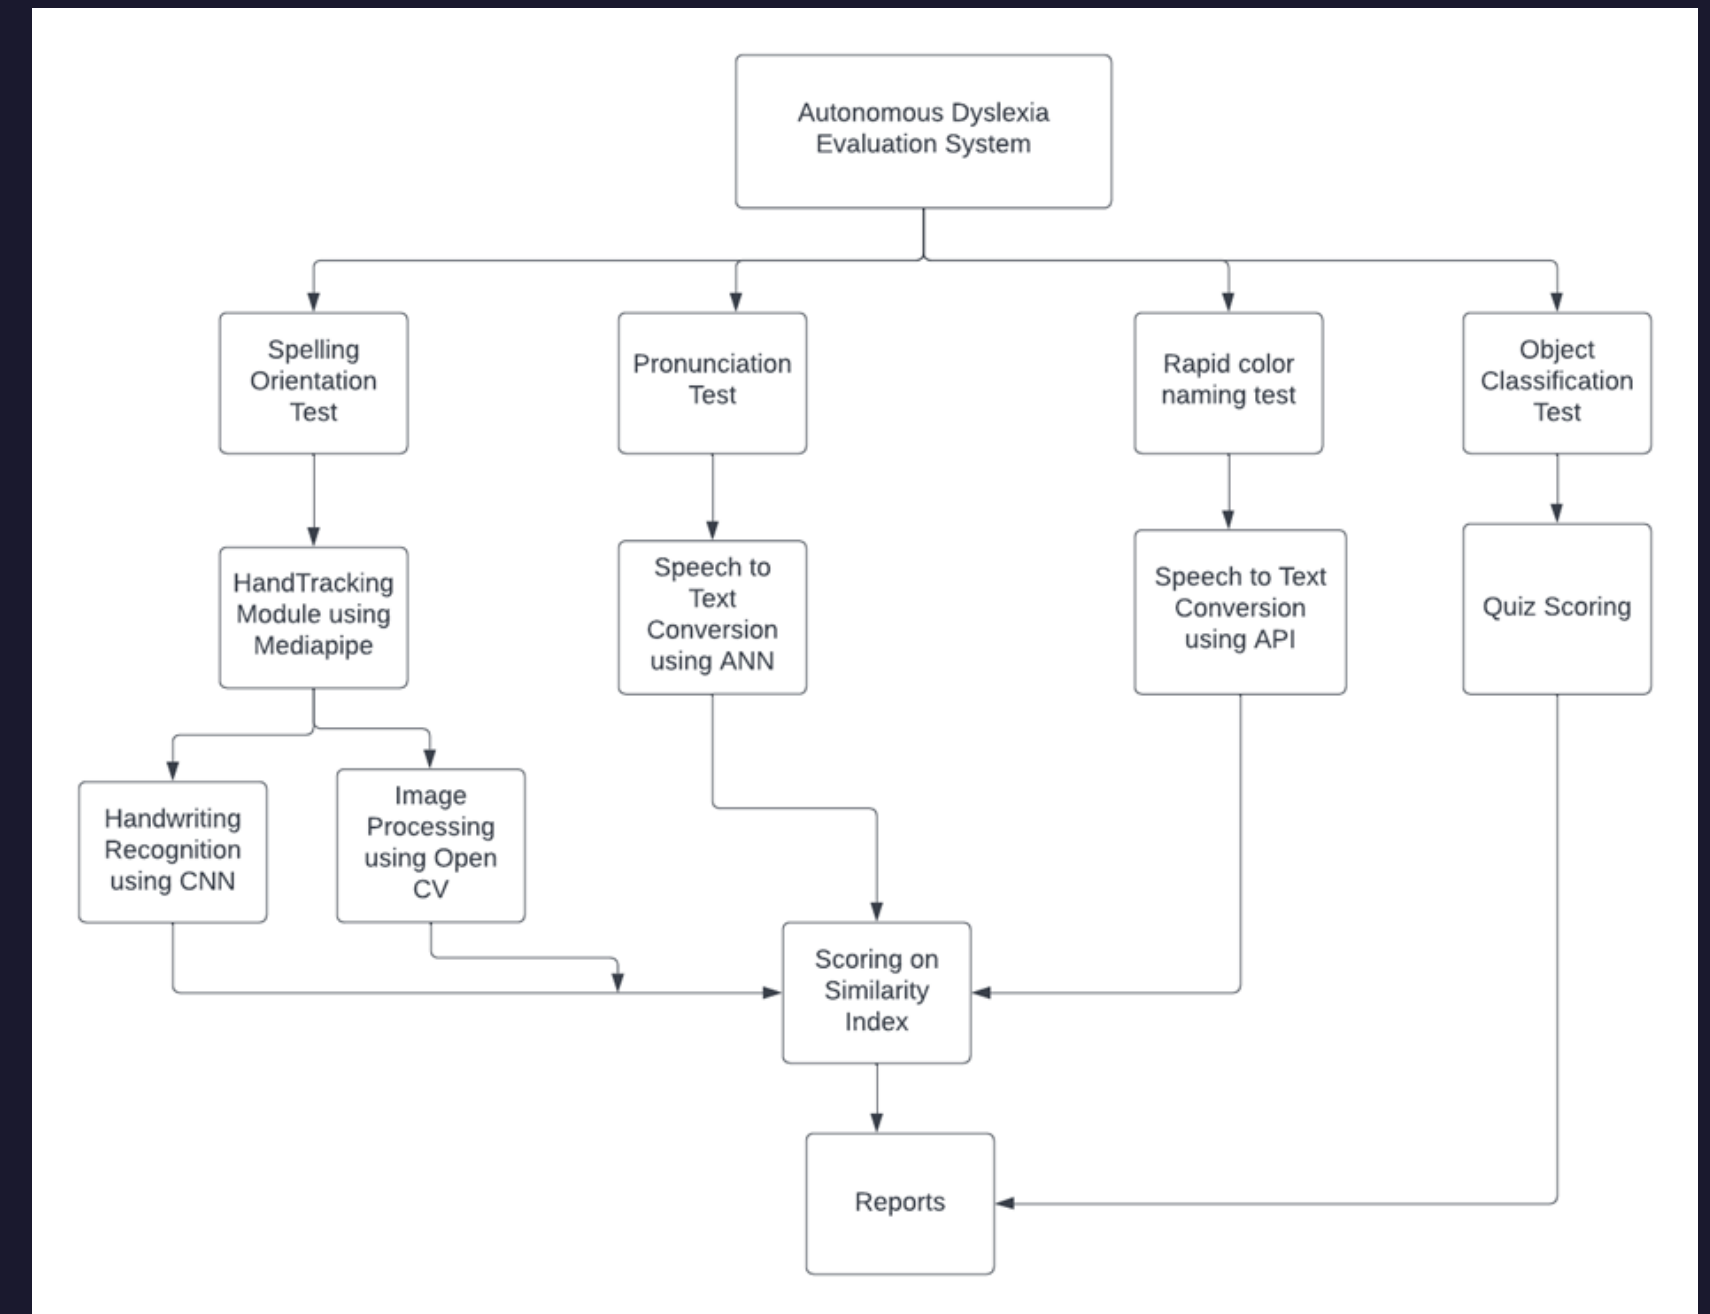 Autonomous Dyslexia
Evaluation System
Spelling
Orientation
Test
Pronunciation
Test
Rapid color
naming test
Object
Classification
Test
HandTracking
Module using
Mediapipe
Speech to
Text
Conversion
using ANN
Speech to Text
Conversion
using API
Quiz Scoring
Handwriting
Recognition
using CNN
Image
Processing
using Open
CV
Scoring on
Similarity
Index
Reports